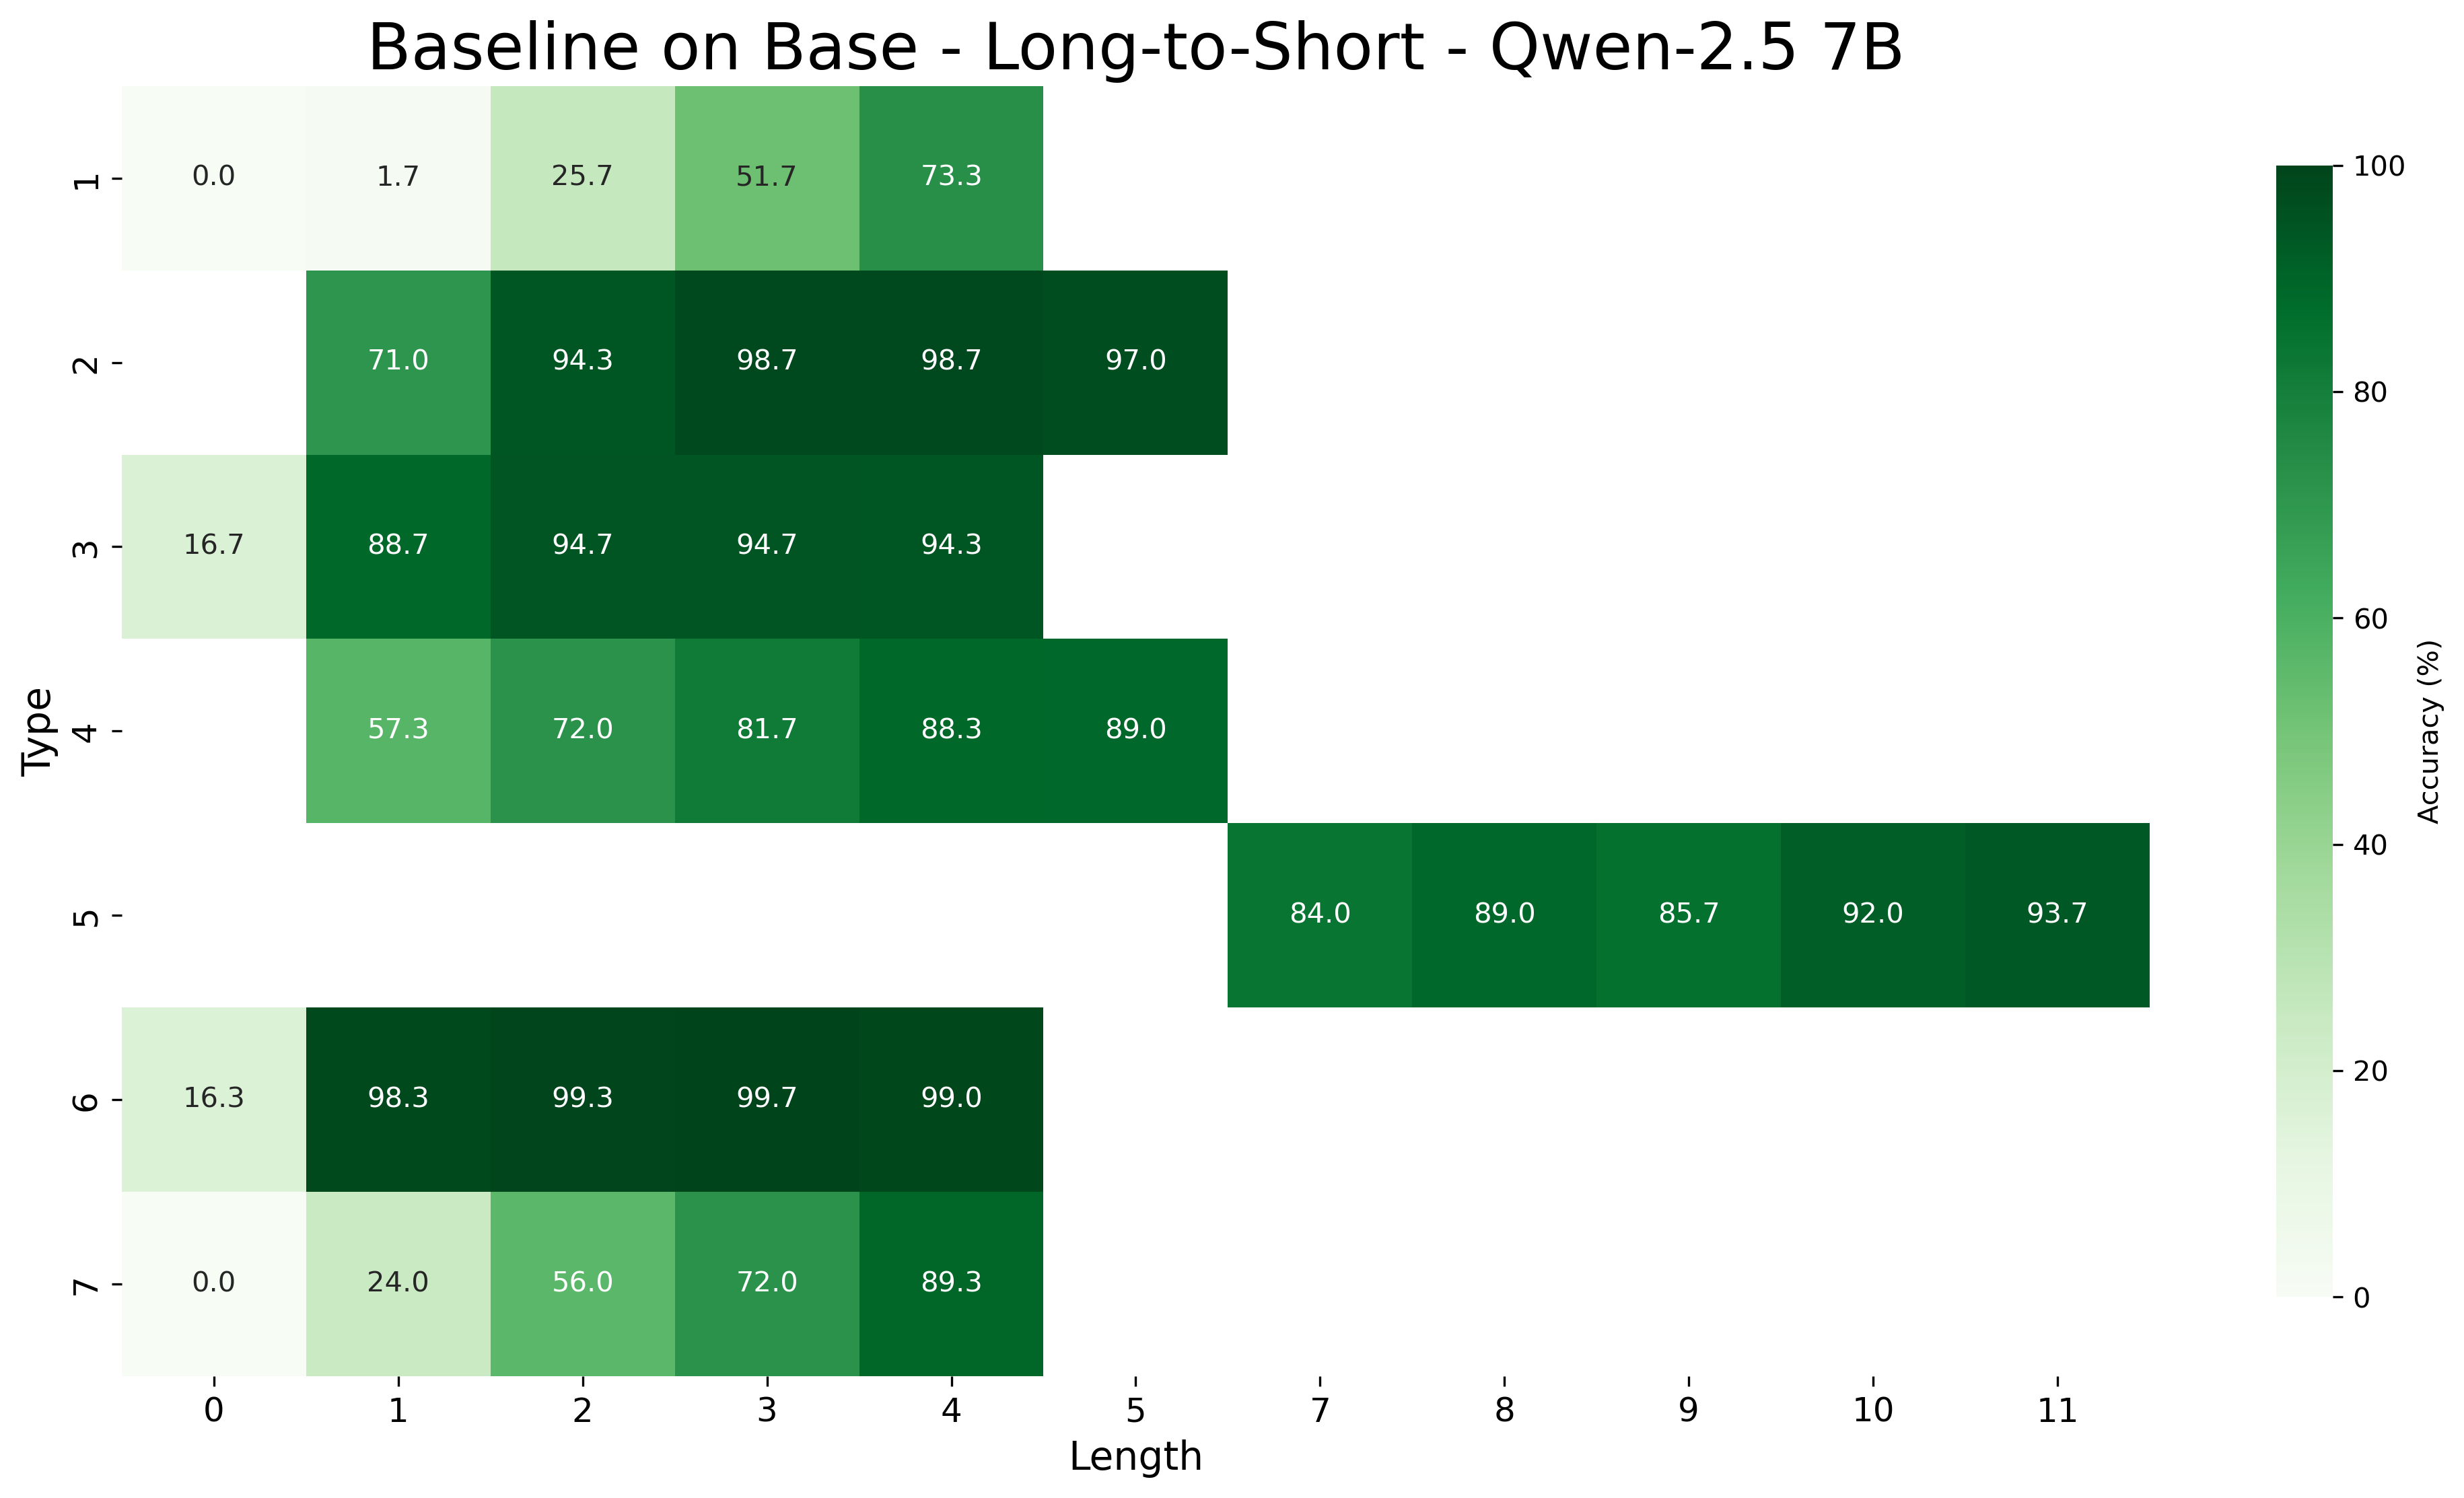 Baseline on Base - Long-to-Short - Qwen-2.5 7B
Type
1 0.0 1.7 25.7 51.7 73.3
2 71.0 94.3 98.7 98.7 97.0
3 16.7 88.7 94.7 94.7 94.3
4 57.3 72.0 81.7 88.3 89.0
5 84.0 89.0 85.7 92.0 93.7
6 16.3 98.3 99.3 99.7 99.0
7 0.0 24.0 56.0 72.0 89.3
0 1 2 3 4 5 7 8 9 10 11
Length
100
80
60
40
20
0
Accuracy (%)